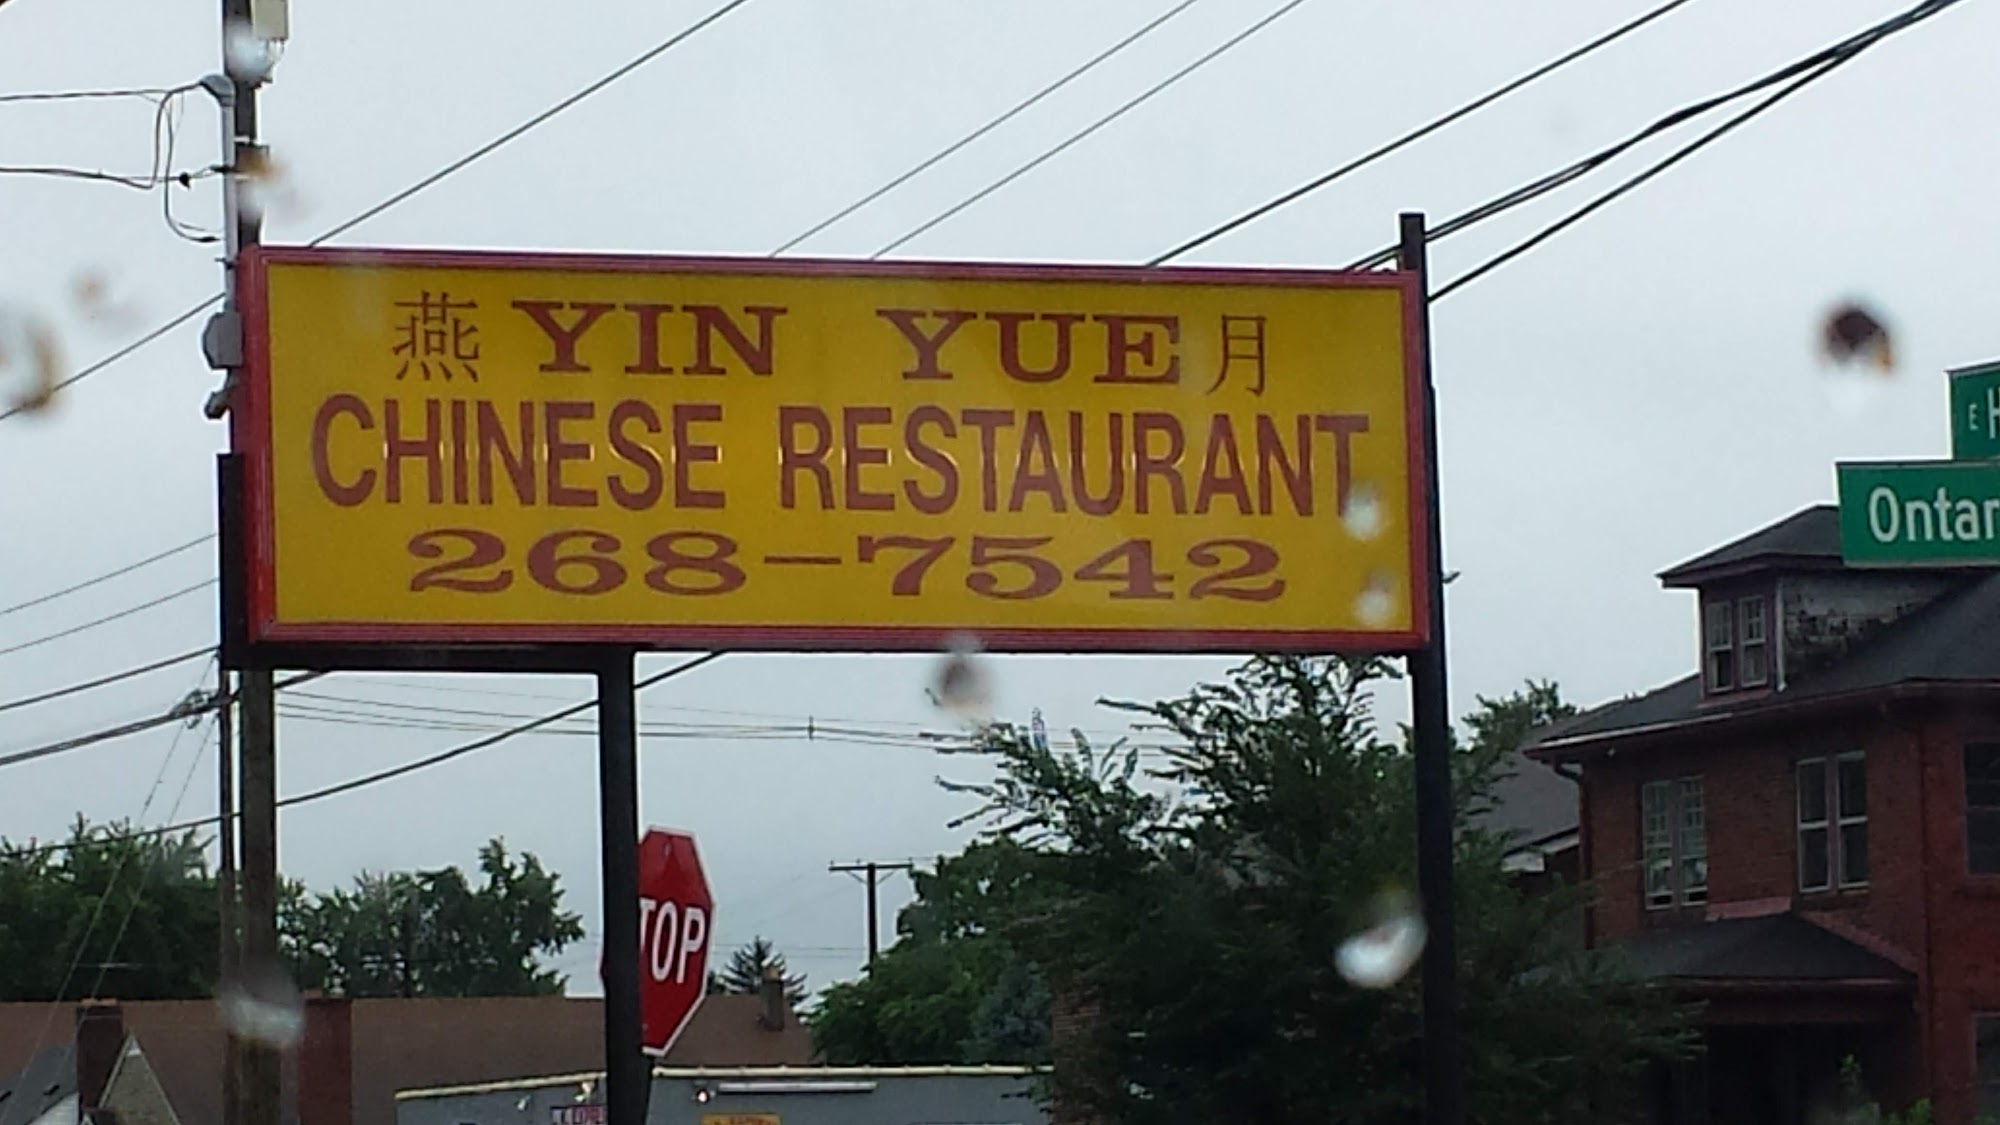 燕 YIN YUE 月
CHINESE RESTAURANT
268-7542
E
Ontar
TOP